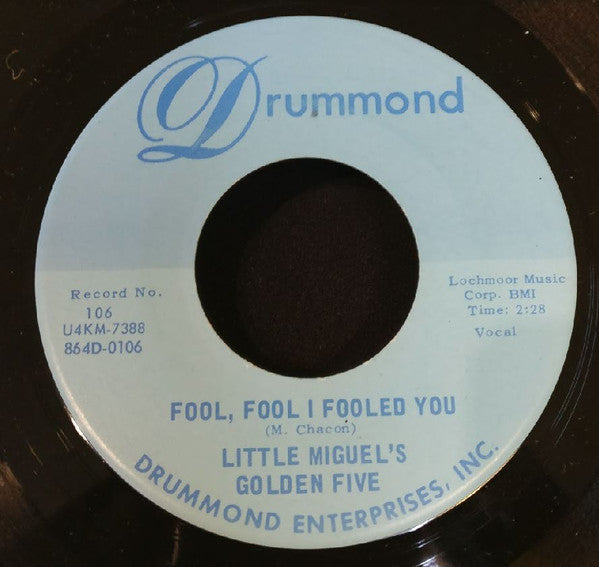 Drummond
Record No.
106
U4KM-7388
864D-0106
Lochmoor Music
Corp. BMI
Time: 2:28
Vocal
FOOL, FOOL I FOOLED YOU
(M. Chacon)
LITTLE MIGUEL'S
GOLDEN FIVE
DRUMMOND ENTERPRISES, INC.